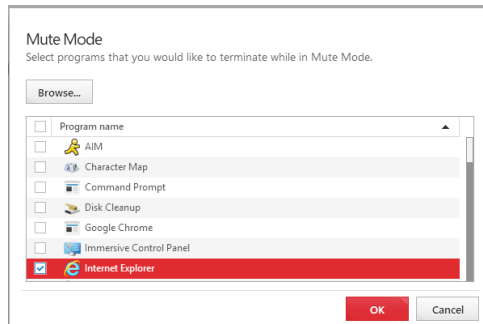 Mute Mode
Select programs that you would like to terminate while in Mute Mode.
Browse...
Program name
AIM
Character Map
Command Prompt
Disk Cleanup
Google Chrome
Immersive Control Panel
Internet Explorer
OK Cancel